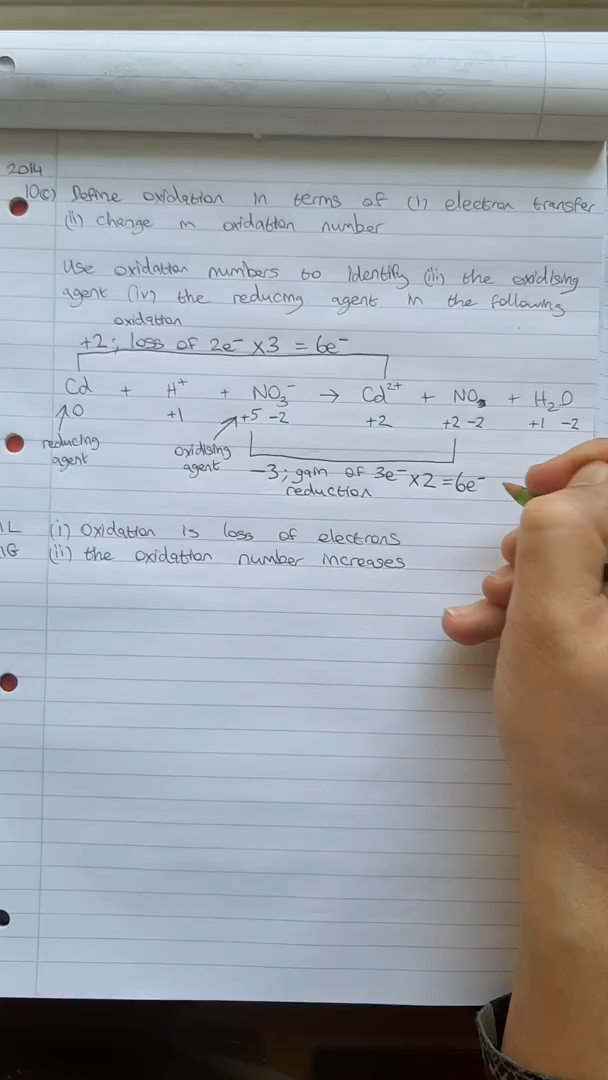 2014
10(c) Define oxidation in terms of (i) electron transfer
(ii) change in oxidation number
Use oxidation numbers to identify (iii) the oxidising
agent (iv) the reducing agent in the following
oxidation
+2; loss of 2e⁻ ×3 = 6e⁻
Cd + H⁺ + NO₃⁻ → Cd²⁺ + NO + H₂O
0 +1 +5 -2 +2 +2 -2 +1 -2
reducing agent
oxidising agent
-3; gain of 3e⁻ ×2 = 6e⁻
reduction
(i) oxidation is loss of electrons
(ii) the oxidation number increases